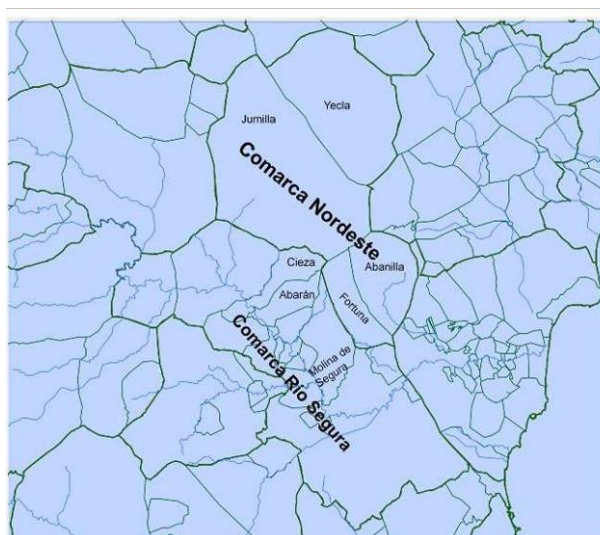 Yecla
Jumilla
Comarca Nordeste
Cieza
Abanilla
Abarán
Fortuna
Comarca Río Segura
Molina de
Segura